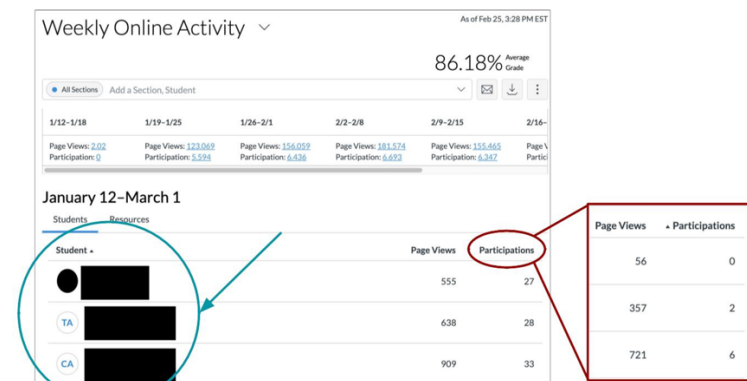 Weekly Online Activity
As of Feb 25, 3:28 PM EST
86.18% Average Grade
All Sections Add a Section, Student
1/12-1/18 1/19-1/25 1/26-2/1 2/2-2/8 2/9-2/15 2/16-
Page Views: 2.02 Page Views: 123.069 Page Views: 156.059 Page Views: 181.574 Page Views: 155.465 Page V
Participation: 0 Participation: 5.594 Participation: 6.436 Participation: 6.693 Participation: 6.347 Partici
January 12-March 1
Students Resources
Student Page Views Participations
555 27
TA 638 28
CA 909 33
Page Views Participations
56 0
357 2
721 6